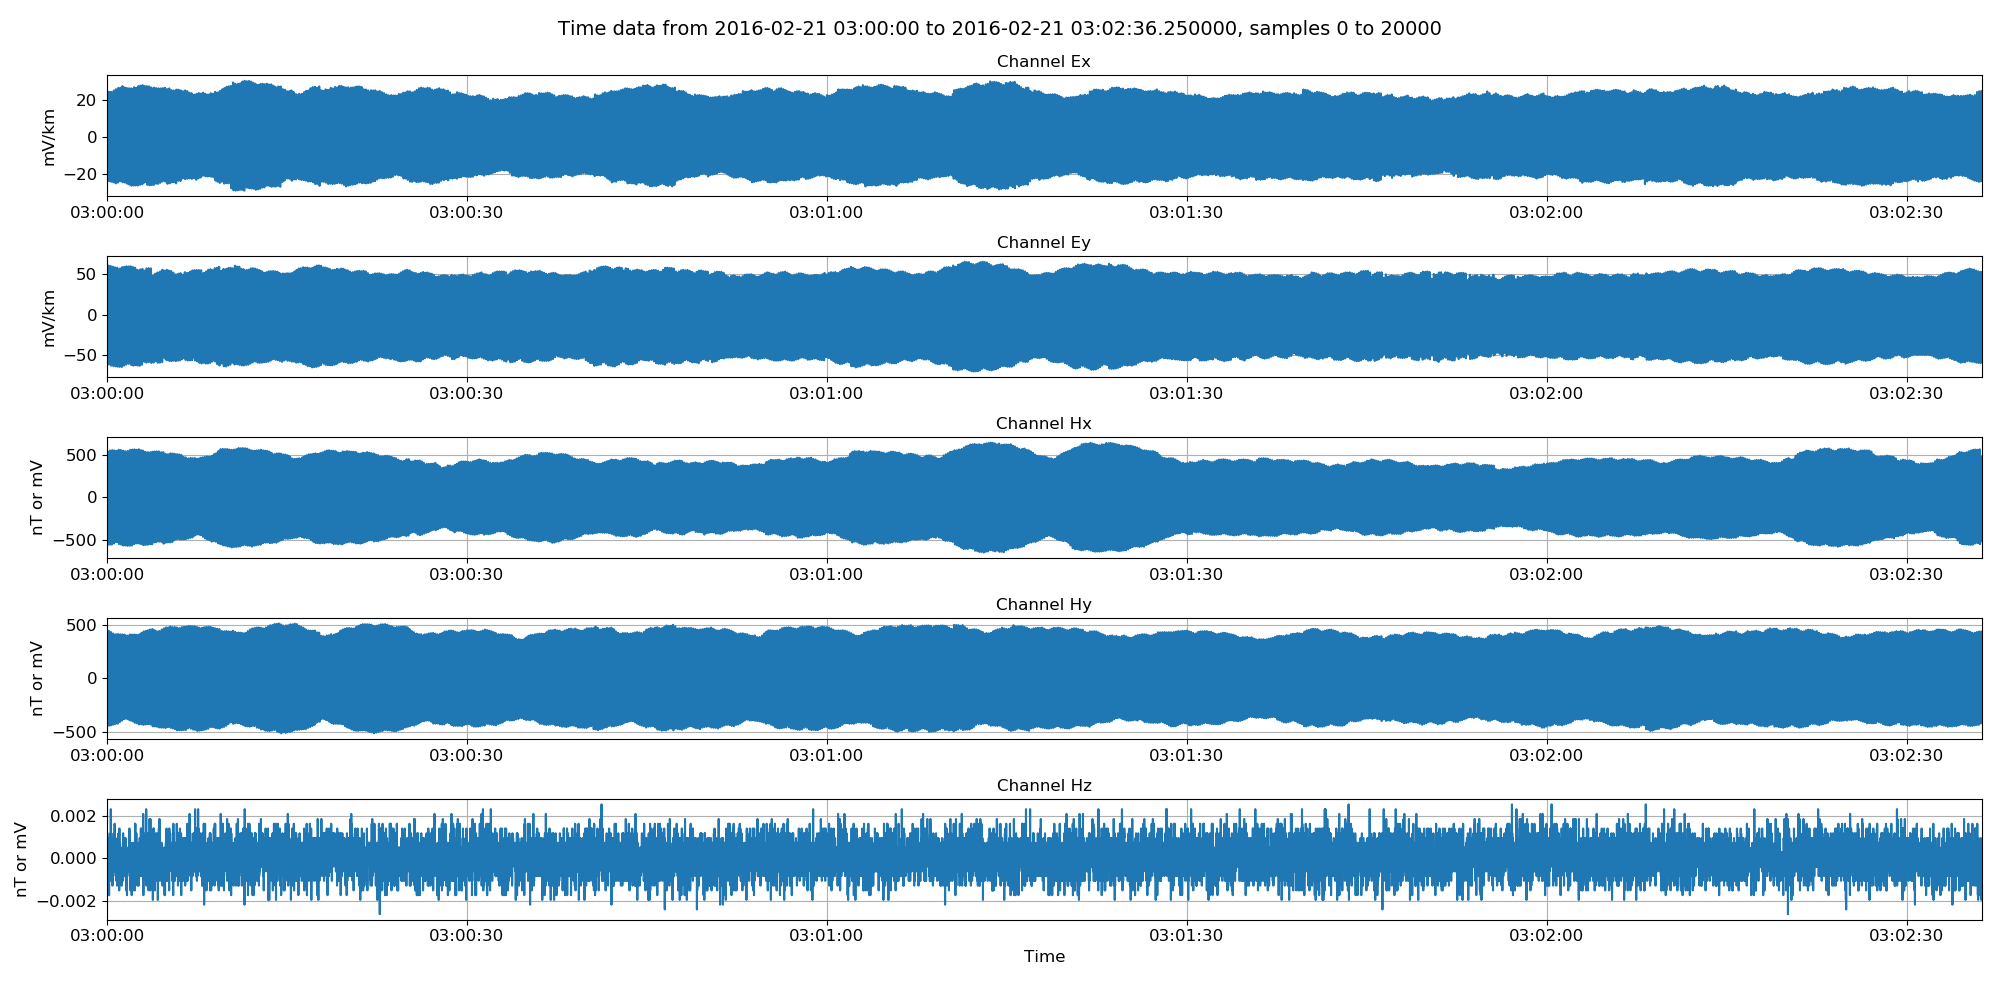 Time data from 2016-02-21 03:00:00 to 2016-02-21 03:02:36.250000, samples 0 to 20000
Channel Ex
20
0
−20
mV/km
03:00:00 03:00:30 03:01:00 03:01:30 03:02:00 03:02:30
Channel Ey
50
0
−50
mV/km
03:00:00 03:00:30 03:01:00 03:01:30 03:02:00 03:02:30
Channel Hx
500
0
−500
nT or mV
03:00:00 03:00:30 03:01:00 03:01:30 03:02:00 03:02:30
Channel Hy
500
0
−500
nT or mV
03:00:00 03:00:30 03:01:00 03:01:30 03:02:00 03:02:30
Channel Hz
0.002
0.000
−0.002
nT or mV
03:00:00 03:00:30 03:01:00 03:01:30 03:02:00 03:02:30
Time